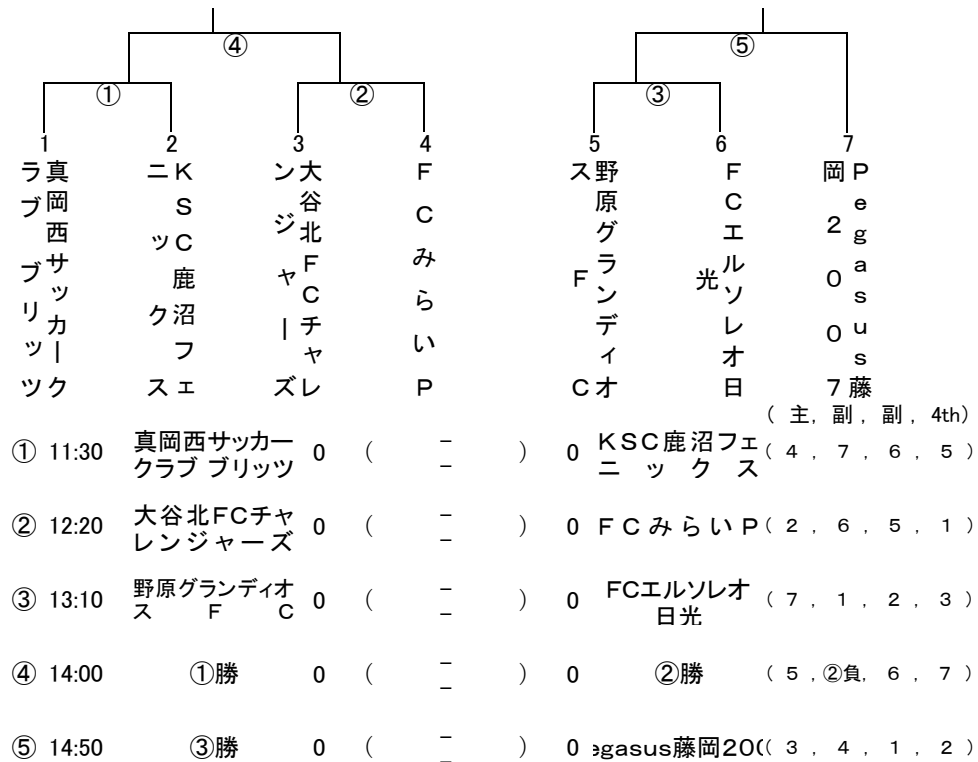 ④ ⑤
① ② ③
1 2 3 4 5 6 7
真岡西サッカーク
ラブ ブリッツ
KSC鹿沼フェ
ニックス
大谷北FCチャレ
ンジャーズ
FCみらいP
野原グランディオ
スFC
FCエルソレオ日
光
Pegasus藤
岡2007
( 主, 副, 副, 4th)
① 11:30 真岡西サッカー
クラブ ブリッツ 0 ( − − ) 0 KSC鹿沼フェ
ニックス ( 4 , 7 , 6 , 5 )
② 12:20 大谷北FCチャ
レンジャーズ 0 ( − − ) 0 FCみらいP ( 2 , 6 , 5 , 1 )
③ 13:10 野原グランディオ
スFC 0 ( − − ) 0 FCエルソレオ
日光 ( 7 , 1 , 2 , 3 )
④ 14:00 ①勝 0 ( − − ) 0 ②勝 ( 5 ,②負, 6 , 7 )
⑤ 14:50 ③勝 0 ( − − ) 0 egasus藤岡200 ( 3 , 4 , 1 , 2 )